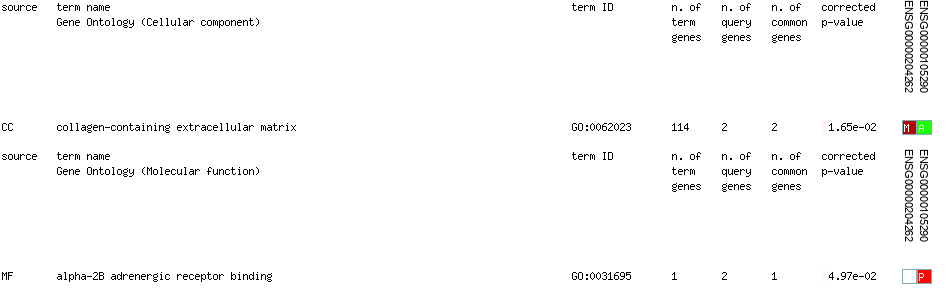 source term name term ID n. of n. of n. of corrected
Gene Ontology (Cellular component) term query common p-value
genes genes genes
ENSG00000204262
ENSG00000105290
CC collagen-containing extracellular matrix GO:0062023 114 2 2 1.65e-02 M A
source term name term ID n. of n. of n. of corrected
Gene Ontology (Molecular function) term query common p-value
genes genes genes
ENSG00000204262
ENSG00000105290
MF alpha-2B adrenergic receptor binding GO:0031695 1 2 1 4.97e-02 P